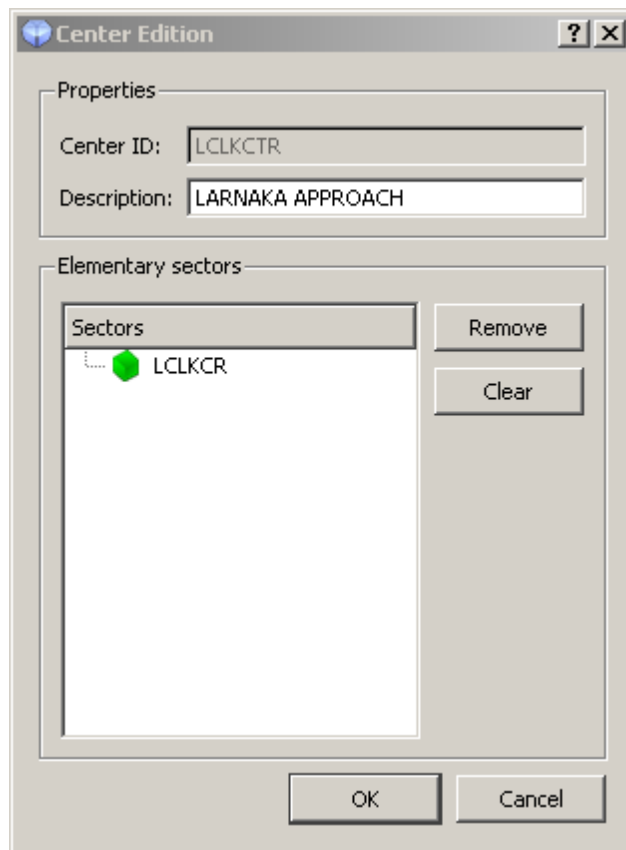 Center Edition
Properties
Center ID: LCLKCTR
Description: LARNAKA APPROACH
Elementary sectors
Sectors
LCLKCR
Remove
Clear
OK
Cancel